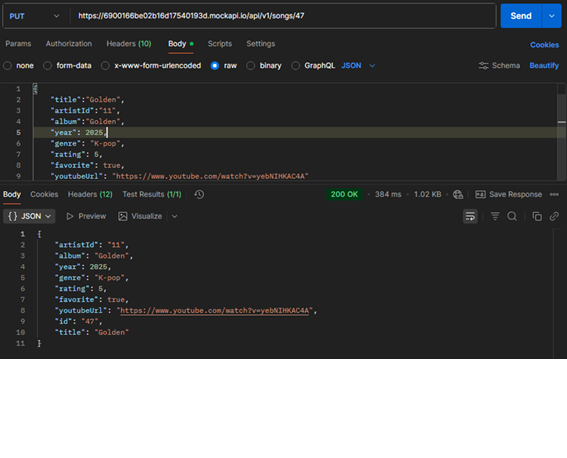 PUT https://6900166be02b16d17540193d.mockapi.io/api/v1/songs/47 Send
Params Authorization Headers (10) Body Scripts Settings Cookies
none form-data x-www-form-urlencoded raw binary GraphQL JSON Schema Beautify
1 {
2 "title":"Golden",
3 "artistId":"11",
4 "album":"Golden",
5 "year": 2025,
6 "genre": "K-pop",
7 "rating": 5,
8 "favorite": true,
9 "youtubeUrl": "https://www.youtube.com/watch?v=yebNIHKAC4A"
Body Cookies Headers (12) Test Results (1/1) 200 OK • 384 ms • 1.02 KB Save Response
{} JSON Preview Visualize
1 {
2 "artistId": "11",
3 "album": "Golden",
4 "year": 2025,
5 "genre": "K-pop",
6 "rating": 5,
7 "favorite": true,
8 "youtubeUrl": "https://www.youtube.com/watch?v=yebNIHKAC4A",
9 "id": "47",
10 "title": "Golden"
11 }